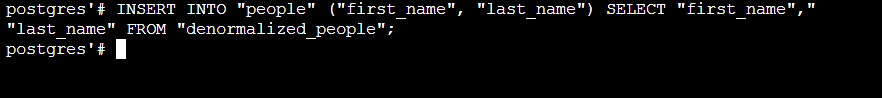 postgres'# INSERT INTO "people" ("first_name", "last_name") SELECT "first_name","
"last_name" FROM "denormalized_people";
postgres'#